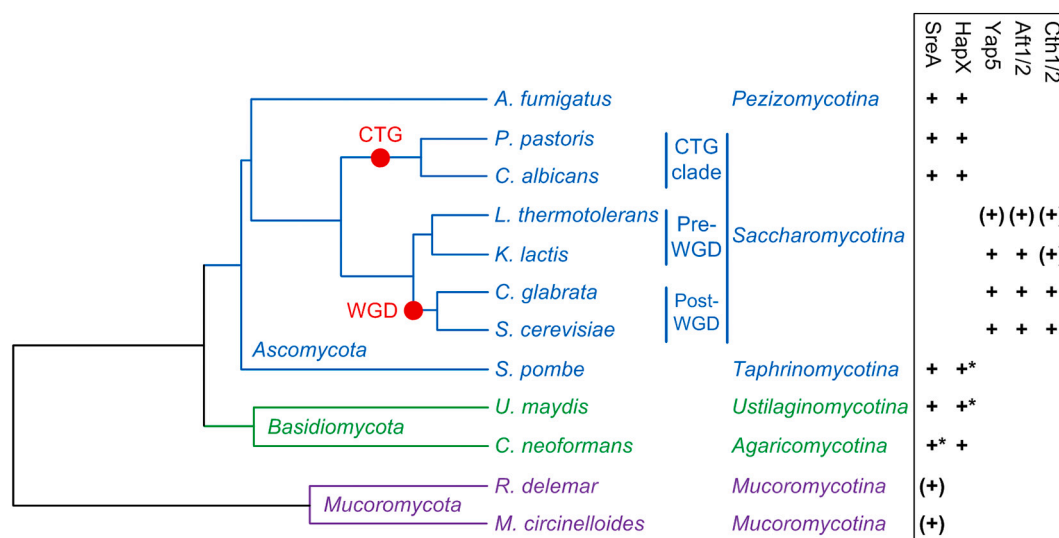 SreA HapX Yap5 Aft1/2 Cth1/2
A. fumigatus Pezizomycotina + +
CTG
P. pastoris + +
CTG clade
C. albicans + +
L. thermotolerans (+) (+) (+)
Pre-WGD
Saccharomycotina
K. lactis + + (+)
C. glabrata + + +
WGD
Post-WGD
S. cerevisiae + + +
Ascomycota
S. pombe Taphrinomycotina + +*
U. maydis Ustilaginomycotina + +*
Basidiomycota
C. neoformans Agaricomycotina +* +
R. delemar Mucoromycotina (+)
Mucoromycota
M. circinelloides Mucoromycotina (+)